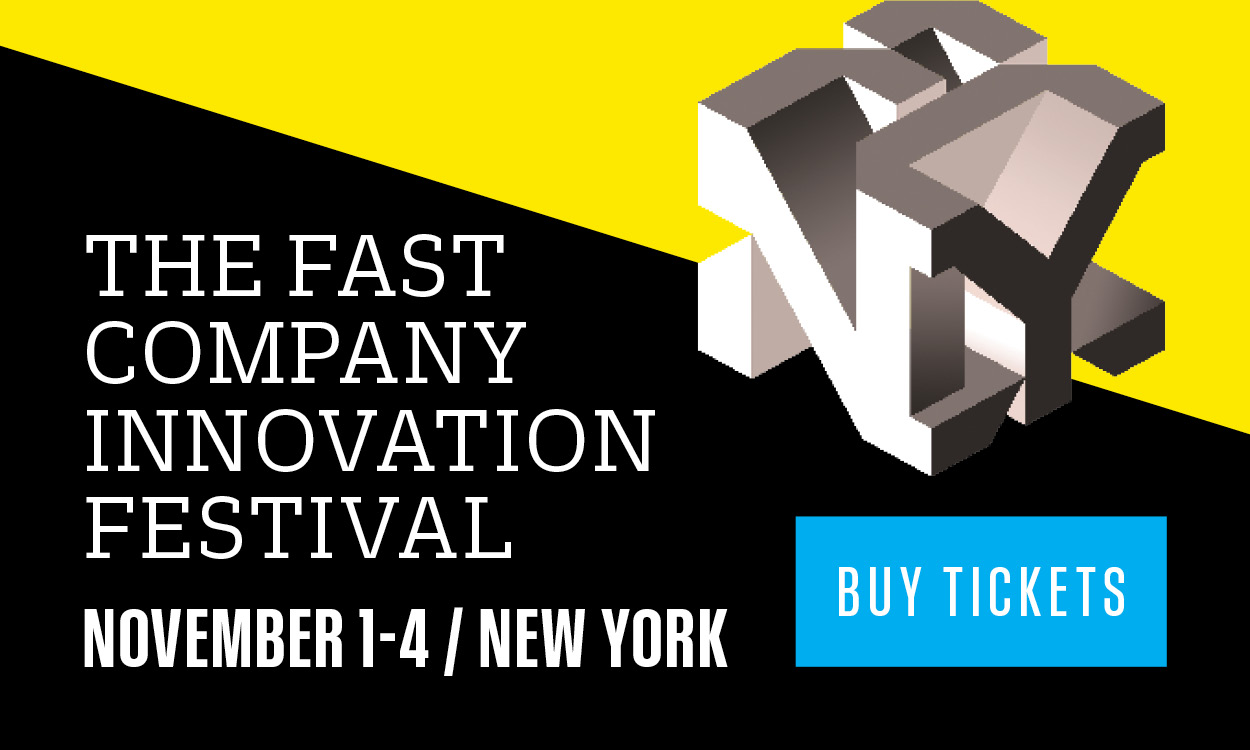 THE FAST
COMPANY
INNOVATION
FESTIVAL
NOVEMBER 1-4 / NEW YORK
BUY TICKETS
NY